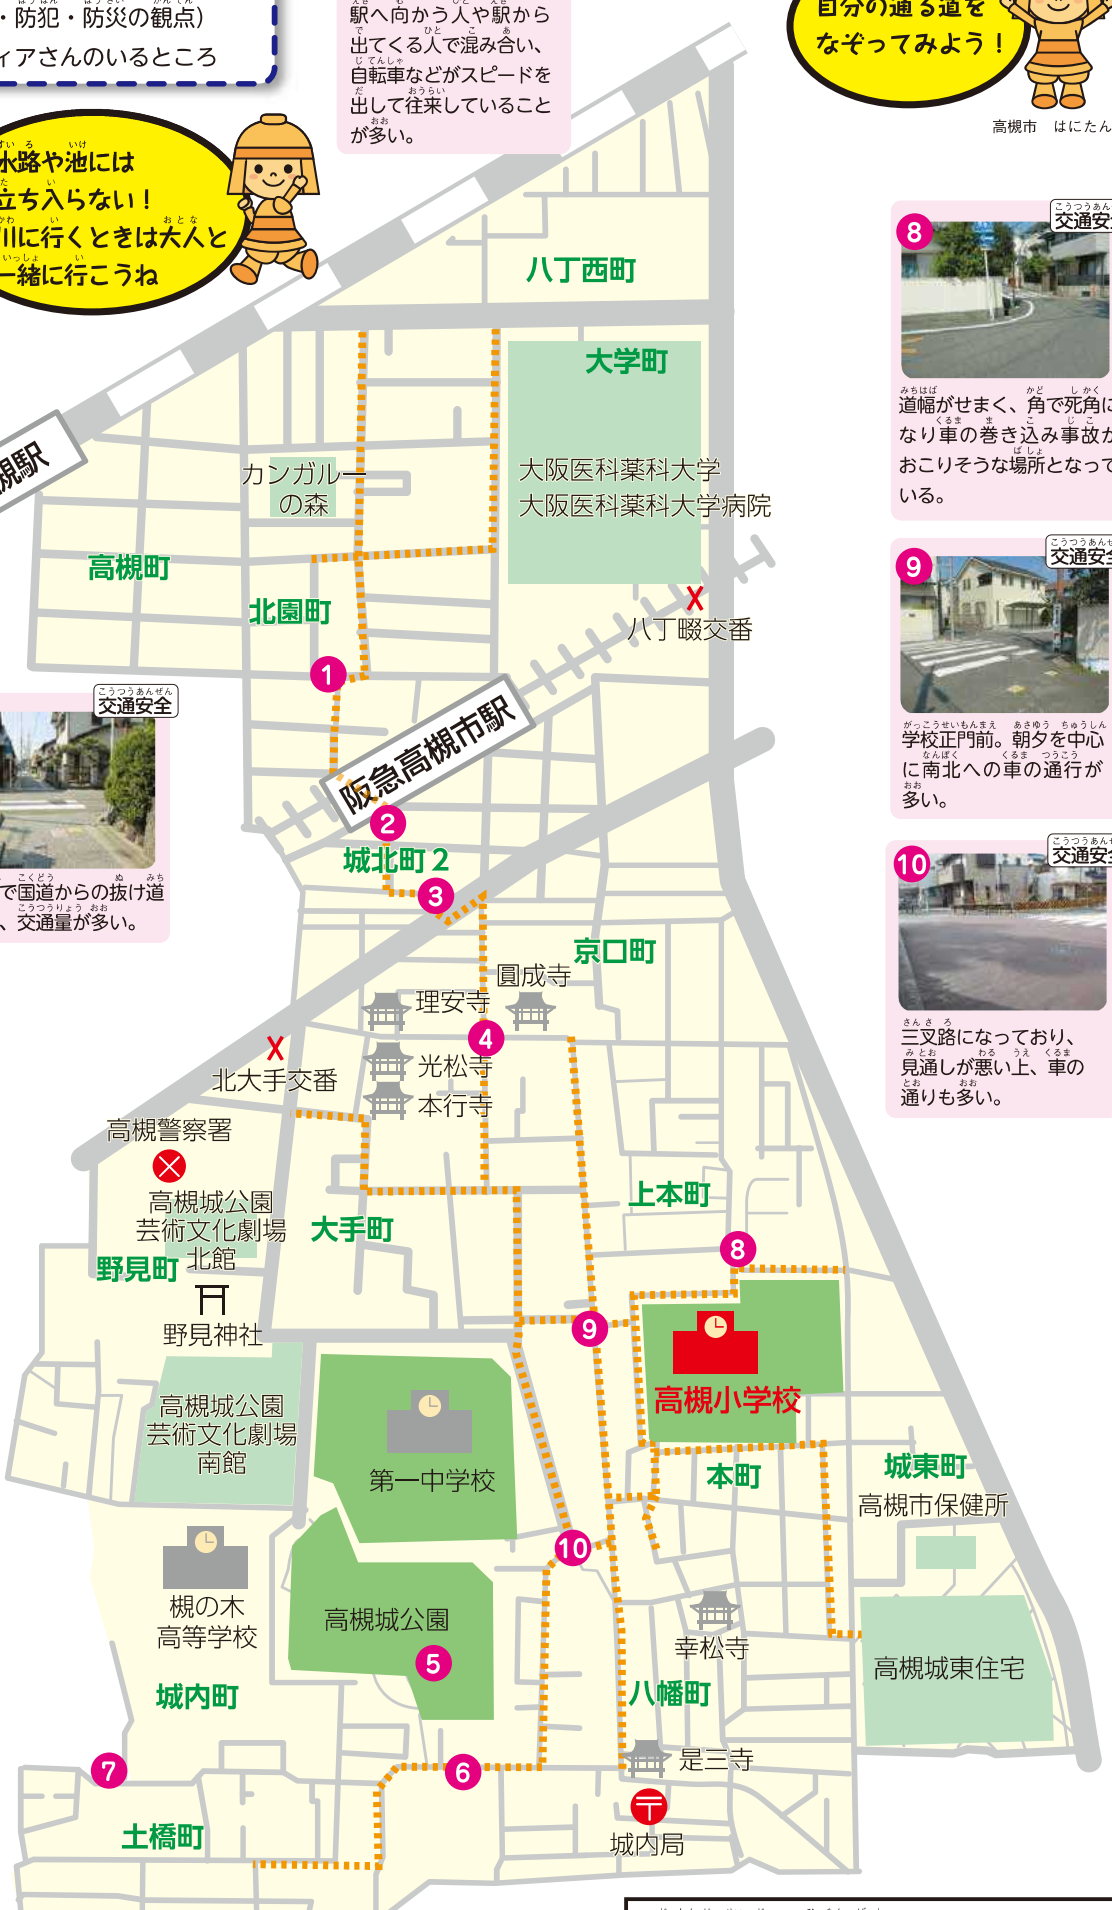 ・防犯・防災の観点）
ィアさんのいるところ
駅へ向かう人や駅から
出てくる人で混み合い、
自転車などがスピードを
出して往来していること
が多い。
自分の通る道を
なぞってみよう！
高槻市　はにたん
水路や池には
立ち入らない！
川に行くときは大人と
一緒に行こうね
八丁西町
大学町
大阪医科薬科大学
大阪医科薬科大学病院
カンガルー
の森
槻駅
高槻町
北園町
八丁畷交番
1
阪急高槻市駅
2
城北町２
3
交通安全
で国道からの抜け道
、交通量が多い。
京口町
圓成寺
理安寺
4
光松寺
本行寺
北大手交番
高槻警察署
高槻城公園
芸術文化劇場
北館
野見町
大手町
上本町
野見神社
8
9
高槻小学校
高槻城公園
芸術文化劇場
南館
第一中学校
本町
城東町
高槻市保健所
10
槻の木
高等学校
高槻城公園
5
幸松寺
高槻城東住宅
城内町
八幡町
7
6
是三寺
城内局
土橋町
8
交通安
道幅がせまく、角で死角に
なり車の巻き込み事故が
おこりそうな場所となって
いる。
9
交通安全
学校正門前。朝夕を中心
に南北への車の通行が
多い。
10
交通安全
三叉路になっており、
見通しが悪い上、車の
通りも多い。